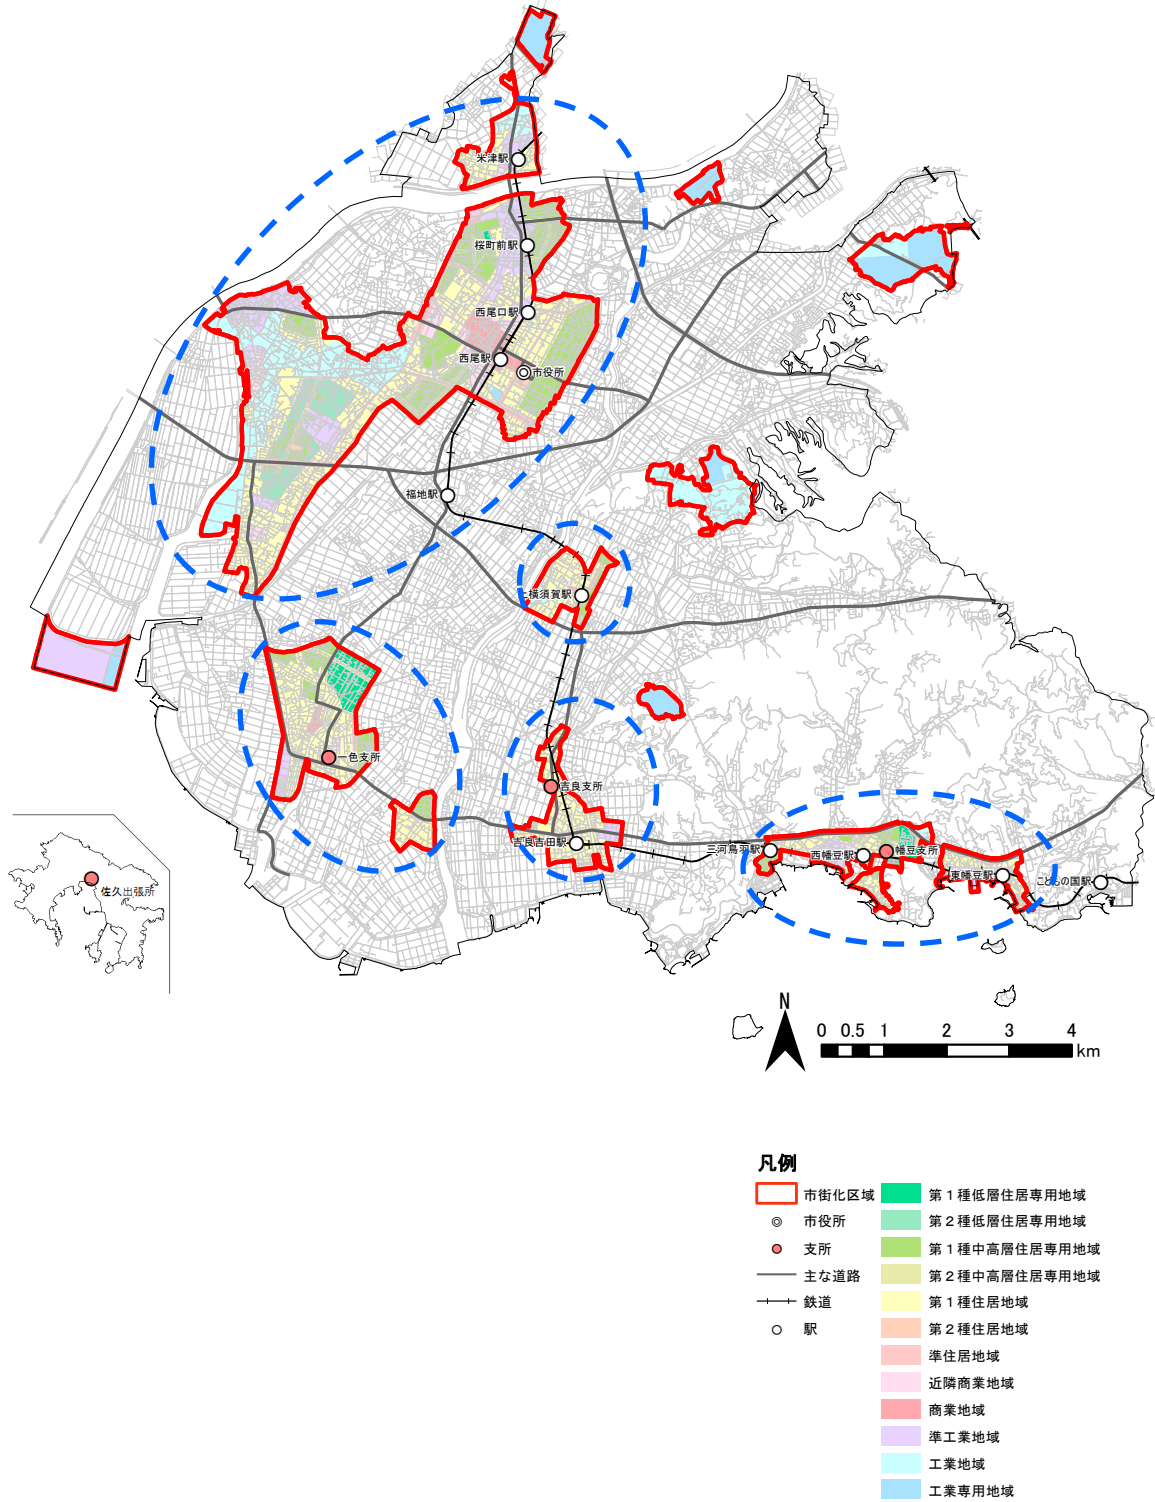 米津駅
桜町前駅
西尾口駅
西尾駅
市役所
福地駅
上横須賀駅
一色支所
吉良支所
吉良吉田駅
三河鳥羽駅
西幡豆駅
幡豆支所
東幡豆駅
こどもの国駅
佐久出張所
N
0 0.5 1 2 3 4
km
凡例
市街化区域
市役所
支所
主な道路
鉄道
駅
第1種低層住居専用地域
第2種低層住居専用地域
第1種中高層住居専用地域
第2種中高層住居専用地域
第1種住居地域
第2種住居地域
準住居地域
近隣商業地域
商業地域
準工業地域
工業地域
工業専用地域